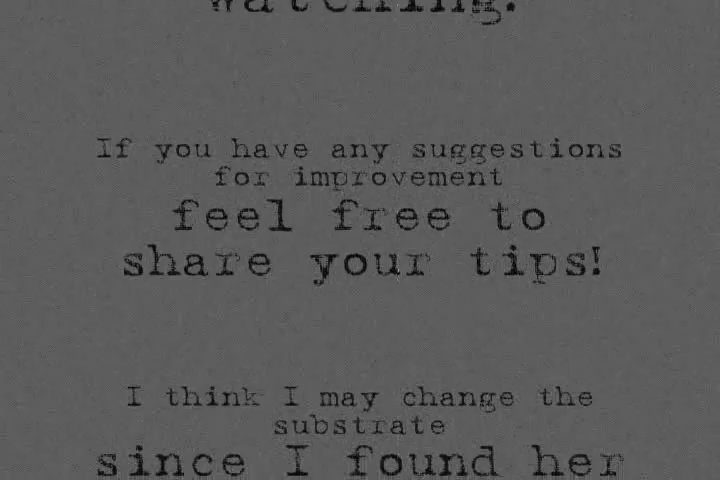 watching.
If you have any suggestions
for improvement
feel free to
share your tips!
I think I may change the
substrate
since I found her